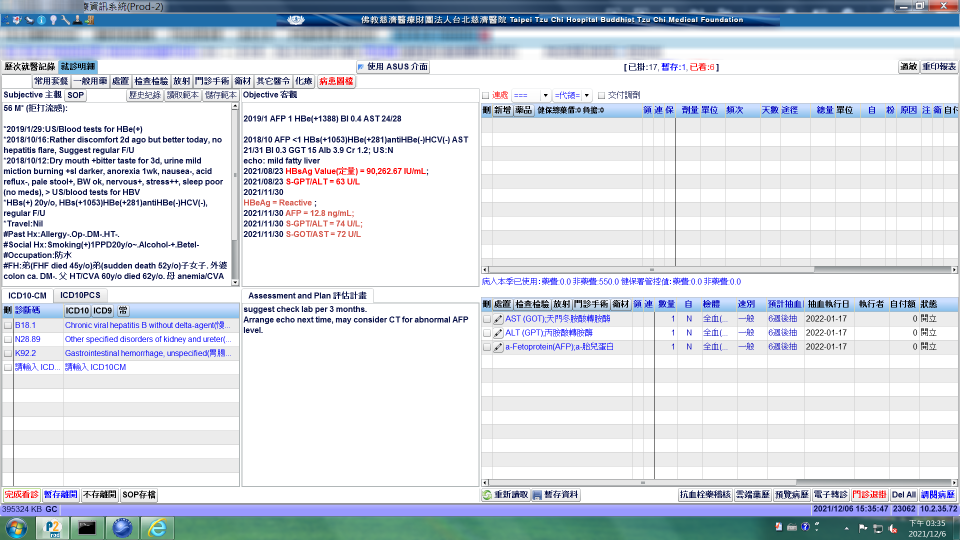 資訊系統(Prod-2)
佛教慈濟醫療財團法人台北慈濟醫院 Taipei Tzu Chi Hospital Buddhist Tzu Chi Medical Foundation
歷次就醫記錄 就診明細 使用 ASUS 介面 [已掛:17, 暫存:1, 已看:6] 過敏 重印報表
常用套餐 一般用藥 處置 檢查檢驗 放射 門診手術 衛材 其它醫令 化療 病患圖檔
Subjective 主觀 SOP 歷史紀錄 讀取範本 儲存範本
56 M* (拒打流感):
*2019/1/29:US/Blood tests for HBe(+)
*2018/10/16:Rather discomfort 2d ago but better today, no
hepatitis flare, Suggest regular F/U
*2018/10/12:Dry mouth +bitter taste for 3d, urine mild
miction burning +sl darker, anorexia 1wk, nausea-, acid
reflux-, pale stool+, BW ok, nervous+, stress++, sleep poor
(no meds), > US/blood tests for HBV
*HBs(+) 20y/o, HBs(+1053)HBe(+281)antiHBe(-)HCV(-),
regular F/U
*Travel:Nil
#Past Hx:Allergy-.Op-.DM-.HT-.
#Social Hx:Smoking(+)1PPD20y/o~.Alcohol-+.Betel-
#Occupation:防水
#FH:弟(FHF died 45y/o)弟(sudden death 52y/o)子女子. 外婆
colon ca. DM-. 父 HT/CVA 60y/o died 62y/o. 母 anemia/CVA
Objective 客觀
2019/1 AFP 1 HBe(+1388) BI 0.4 AST 24/28
2018/10 AFP <1 HBs(+1053)HBe(+281)antiHBe(-)HCV(-) AST
21/31 BI 0.3 GGT 15 Alb 3.9 Cr 1.2; US:N
echo: mild fatty liver
2021/08/23 HBsAg Value(定量) = 90,262.67 IU/mL;
2021/08/23 S-GPT/ALT = 63 U/L
2021/11/30
HBeAg = Reactive ;
2021/11/30 AFP = 12.8 ng/mL;
2021/11/30 S-GPT/ALT = 74 U/L;
2021/11/30 S-GOT/AST = 72 U/L
連處 === =代碼= 交付調劑
刪 新增 藥品 健保總藥價:0 負擔:0 領 連 保 劑量 單位 頻次 天數 途徑 總量 單位 自 粉 原因 注 衛 自付
病人本季已使用:藥費:0.0 非藥費:550.0 健保署管控值:藥費:0.0 非藥費:0.0
ICD10-CM ICD10PCS
刪 診斷碼 ICD10 ICD9 常
B18.1 Chronic viral hepatitis B without delta-agent(慢...
N28.89 Other specified disorders of kidney and ureter(...
K92.2 Gastrointestinal hemorrhage, unspecified(胃腸...
請輸入 ICD... 請輸入 ICD10CM
Assessment and Plan 評估計畫
suggest check lab per 3 months.
Arrange echo next time, may consider CT for abnormal AFP
level.
刪 處置 檢查檢驗 放射 門診手術 衛材 領 連 數量 自 檢體 速別 預計抽血 抽血執行日 執行者 自付額 狀態
AST (GOT);天門冬胺酸轉胺酶 1 N 全血(... 一般 6週後抽 2022-01-17 0 開立
ALT (GPT);丙胺酸轉胺酶 1 N 全血(... 一般 6週後抽 2022-01-17 0 開立
a-Fetoprotein(AFP);a-胎兒蛋白 1 N 全血(... 一般 6週後抽 2022-01-17 0 開立
完成看診 暫存離開 不存離開 SOP存檔 重新讀取 暫存資料 抗血栓藥稽核 雲端藥歷 預覽病歷 電子轉診 門診退掛 Del All 調閱病歷
395324 KB GC 2021/12/06 15:35:47 23062 10.2.35.72
下午 03:35
2021/12/6